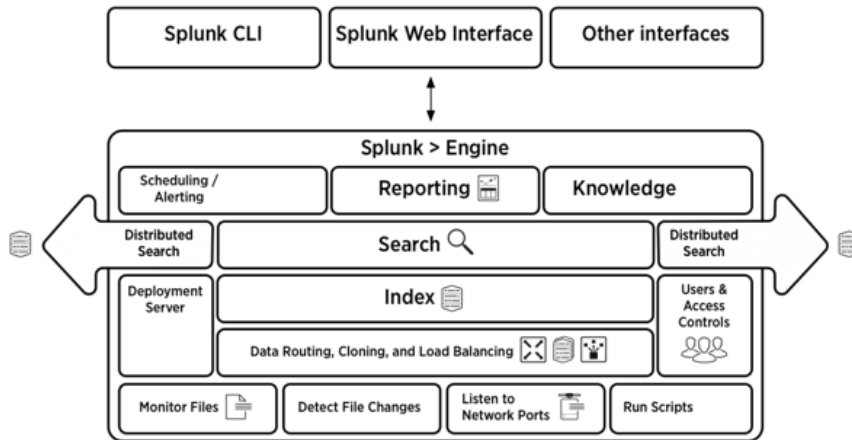 Splunk CLI
Splunk Web Interface
Other interfaces
Splunk > Engine
Scheduling /
Alerting
Reporting
Knowledge
Distributed
Search
Search
Distributed
Search
Deployment
Server
Index
Users &
Access
Controls
Data Routing, Cloning, and Load Balancing
Monitor Files
Detect File Changes
Listen to
Network Ports
Run Scripts